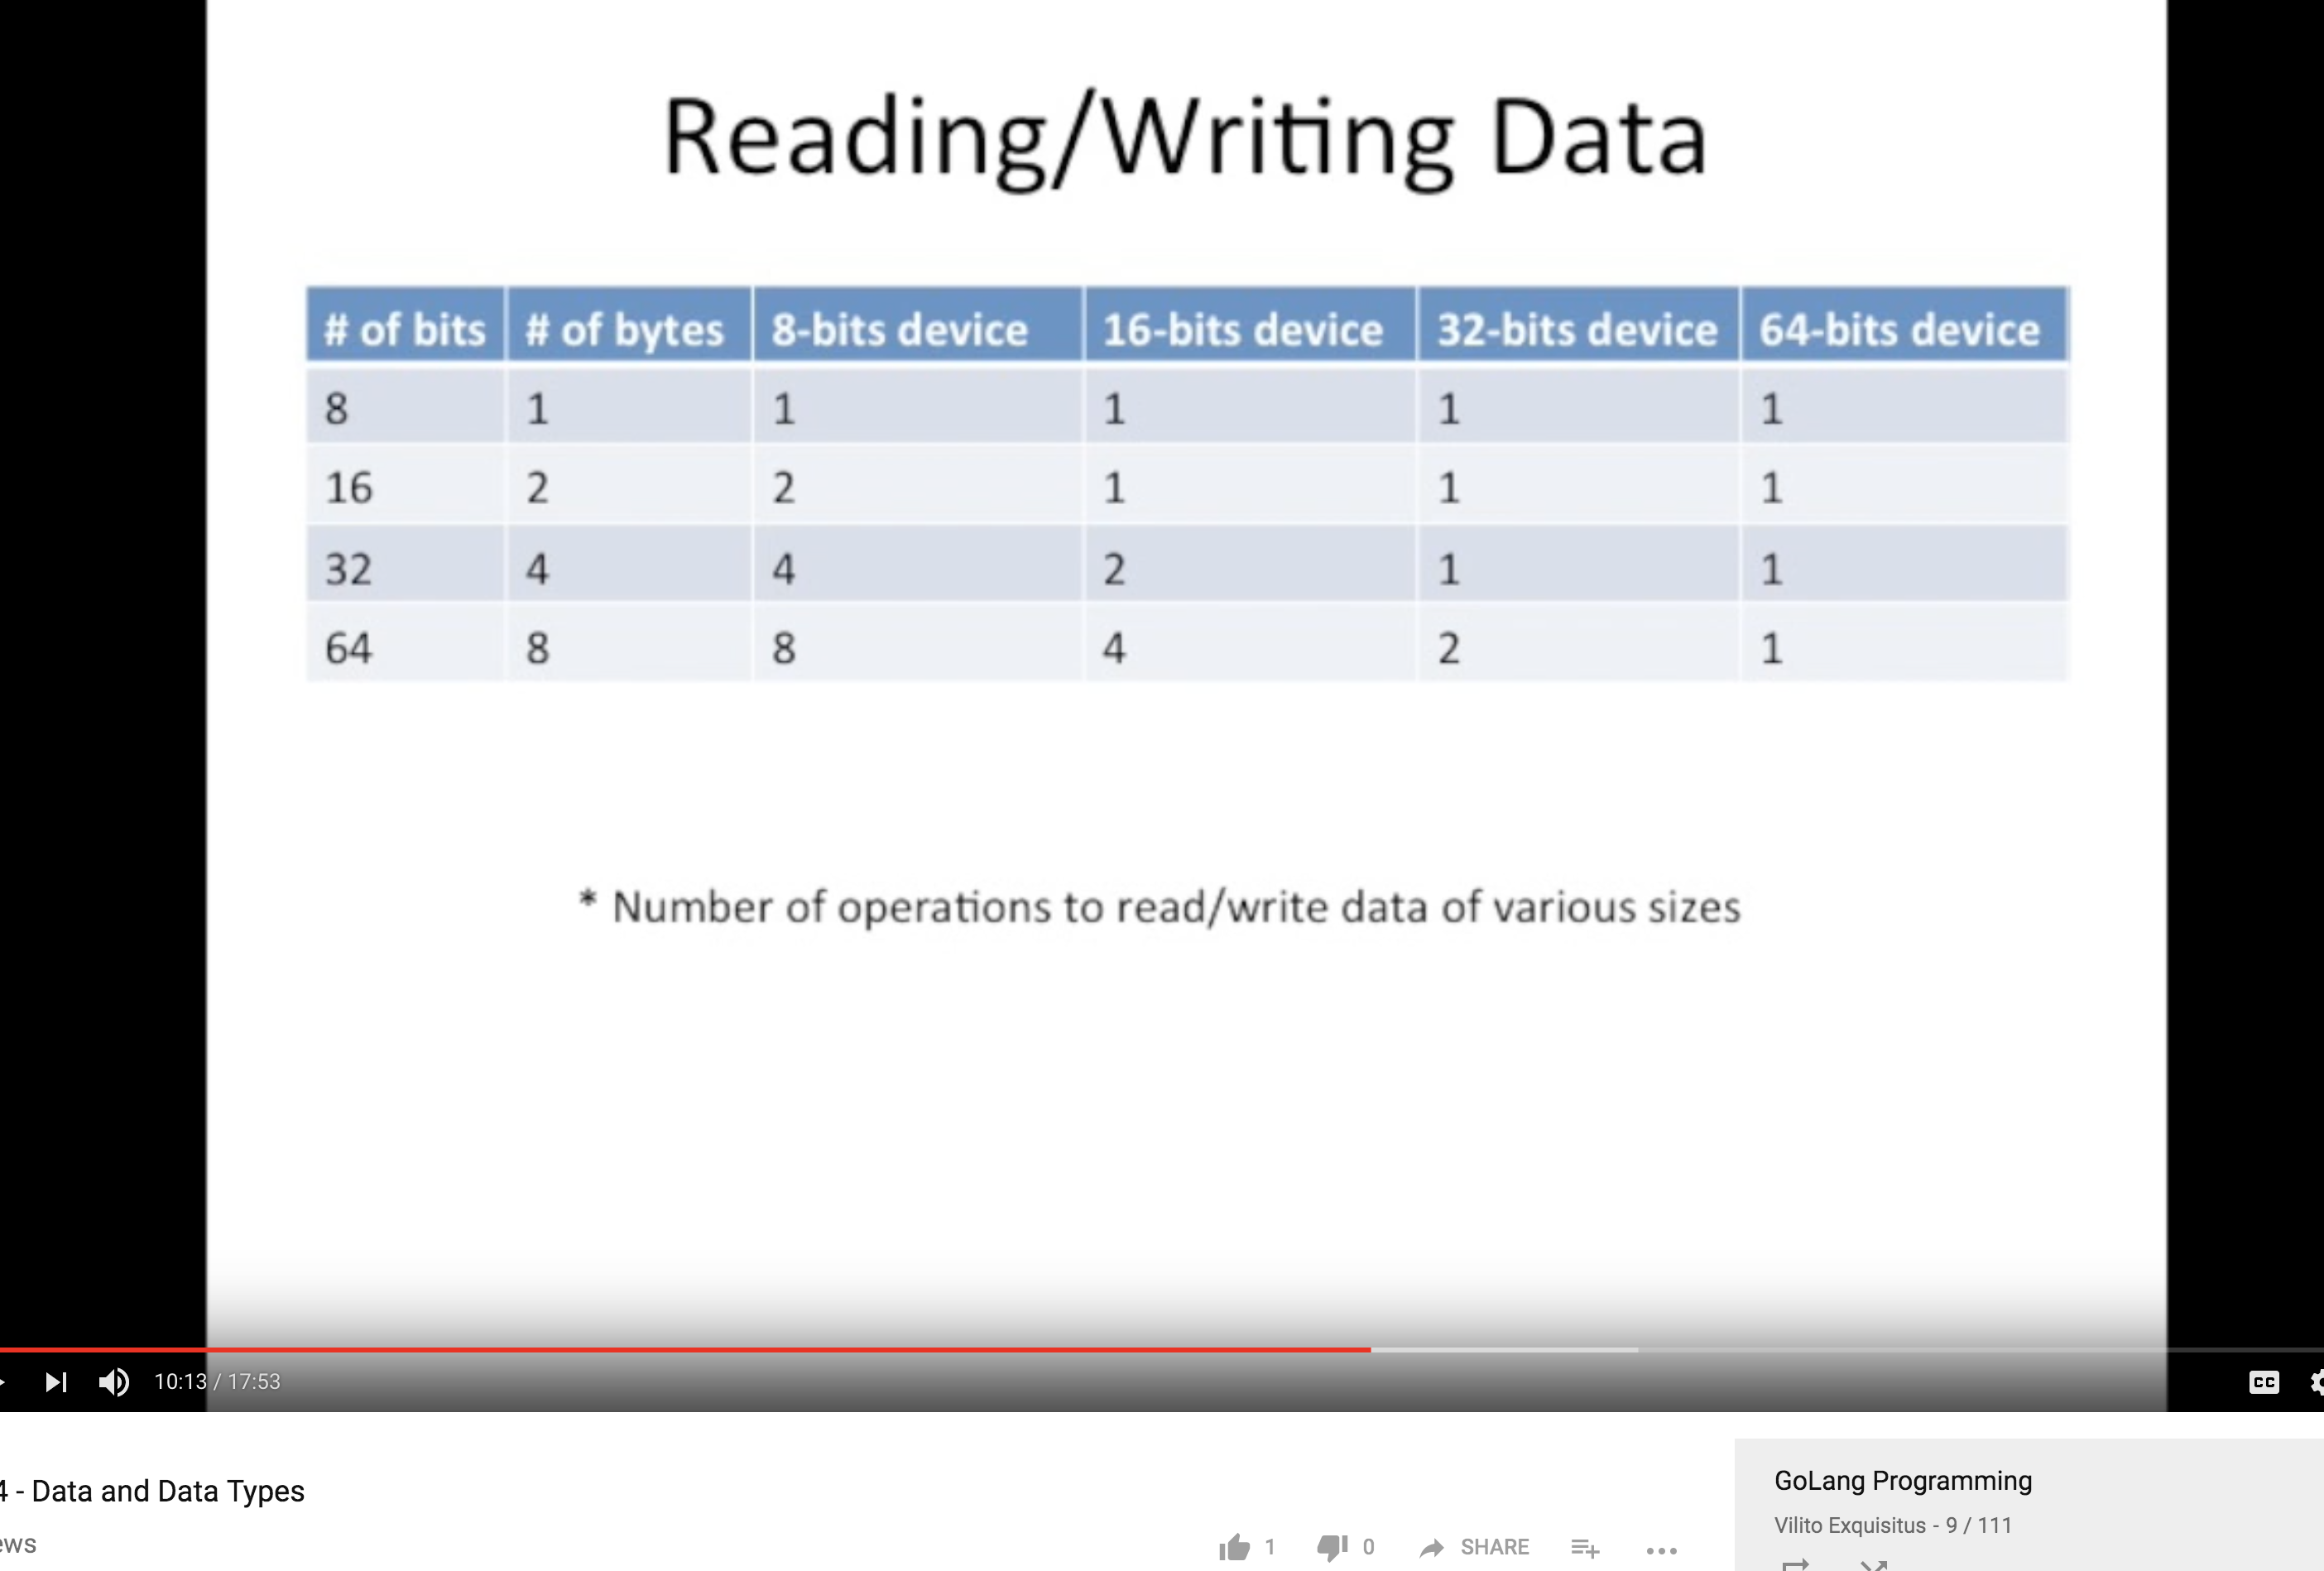 Reading/Writing Data
# of bits # of bytes 8-bits device 16-bits device 32-bits device 64-bits device
8 1 1 1 1 1
16 2 2 1 1 1
32 4 4 2 1 1
64 8 8 4 2 1
* Number of operations to read/write data of various sizes
10:13 / 17:53 CC
4 - Data and Data Types
ews
1 0 SHARE
GoLang Programming
Vilito Exquisitus - 9 / 111